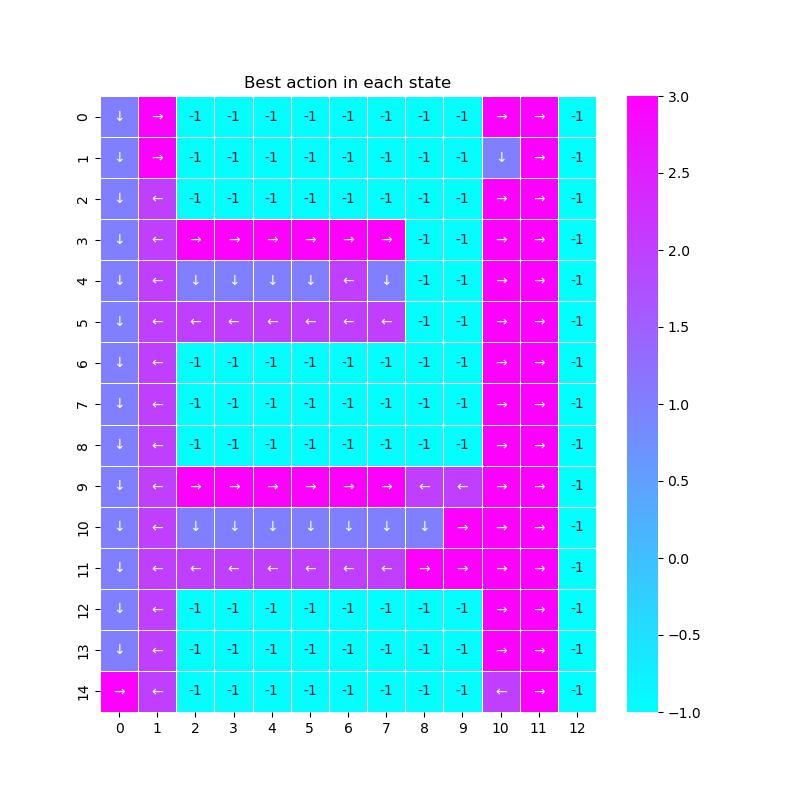 Best action in each state
0 ↓ → -1 -1 -1 -1 -1 -1 -1 -1 → → -1
1 ↓ → -1 -1 -1 -1 -1 -1 -1 -1 ↓ → -1
2 ↓ ← -1 -1 -1 -1 -1 -1 -1 -1 → → -1
3 ↓ ← → → → → → → -1 -1 → → -1
4 ↓ ← ↓ ↓ ↓ ↓ ← ↓ -1 -1 → → -1
5 ↓ ← ← ← ← ← ← ← -1 -1 → → -1
6 ↓ ← -1 -1 -1 -1 -1 -1 -1 -1 → → -1
7 ↓ ← -1 -1 -1 -1 -1 -1 -1 -1 → → -1
8 ↓ ← -1 -1 -1 -1 -1 -1 -1 -1 → → -1
9 ↓ ← → → → → → → ← ← → → -1
10 ↓ ← ↓ ↓ ↓ ↓ ↓ ↓ ↓ → → → -1
11 ↓ ← ← ← ← ← ← ← → → → → -1
12 ↓ ← -1 -1 -1 -1 -1 -1 -1 -1 → → -1
13 ↓ ← -1 -1 -1 -1 -1 -1 -1 -1 → → -1
14 → ← -1 -1 -1 -1 -1 -1 -1 -1 ← → -1
0 1 2 3 4 5 6 7 8 9 10 11 12
3.0
2.5
2.0
1.5
1.0
0.5
0.0
−0.5
−1.0